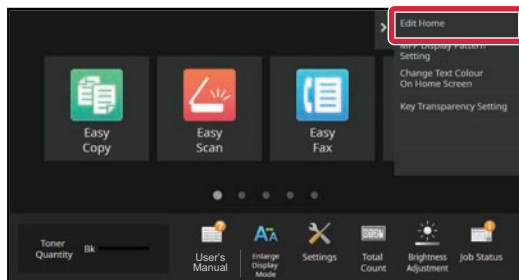 Edit Home
MFP Display Pattern
Setting
Change Text Colour
On Home Screen
Key Transparency Setting
Easy
Copy
Easy
Scan
Easy
Fax
Toner
Quantity
Bk
User's
Manual
Enlarge
Display
Mode
Settings
Total
Count
Brightness
Adjustment
Job Status